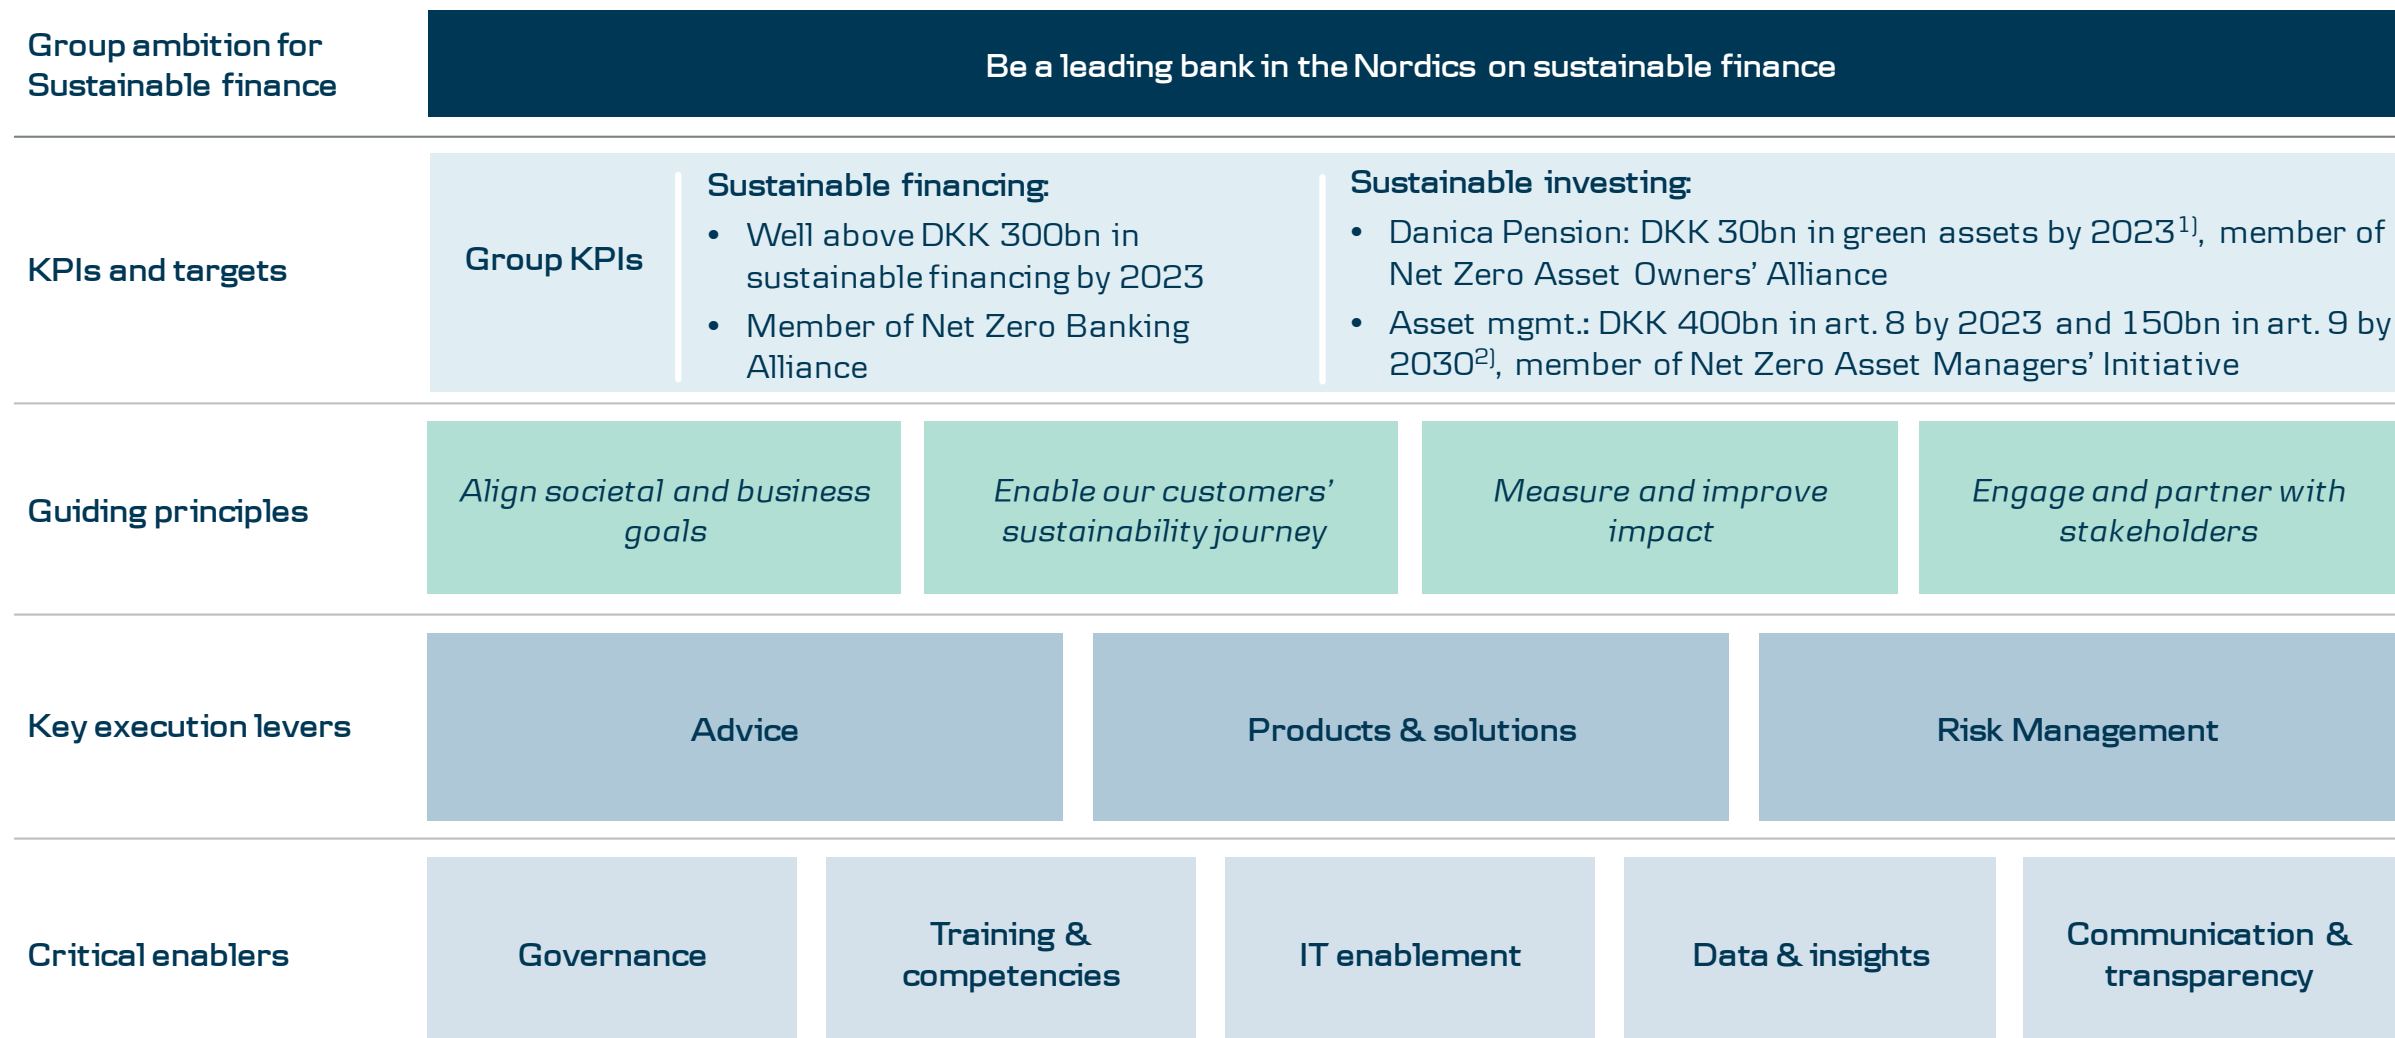 Group ambition for
Sustainable finance
Be a leading bank in the Nordics on sustainable finance
KPIs and targets
Group KPIs
Sustainable financing:
• Well above DKK 300bn in
sustainable financing by 2023
• Member of Net Zero Banking
Alliance
Sustainable investing:
• Danica Pension: DKK 30bn in green assets by 2023¹⁾, member of
Net Zero Asset Owners’ Alliance
• Asset mgmt.: DKK 400bn in art. 8 by 2023 and 150bn in art. 9 by
2030²⁾, member of Net Zero Asset Managers’ Initiative
Guiding principles
Align societal and business
goals
Enable our customers’
sustainability journey
Measure and improve
impact
Engage and partner with
stakeholders
Key execution levers
Advice
Products & solutions
Risk Management
Critical enablers
Governance
Training &
competencies
IT enablement
Data & insights
Communication &
transparency